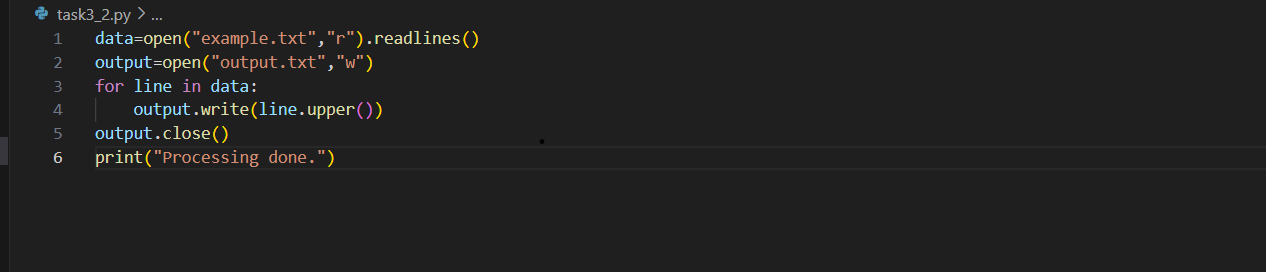 task3_2.py > ...
1 data=open("example.txt","r").readlines()
2 output=open("output.txt","w")
3 for line in data:
4     output.write(line.upper())
5 output.close()
6 print("Processing done.")